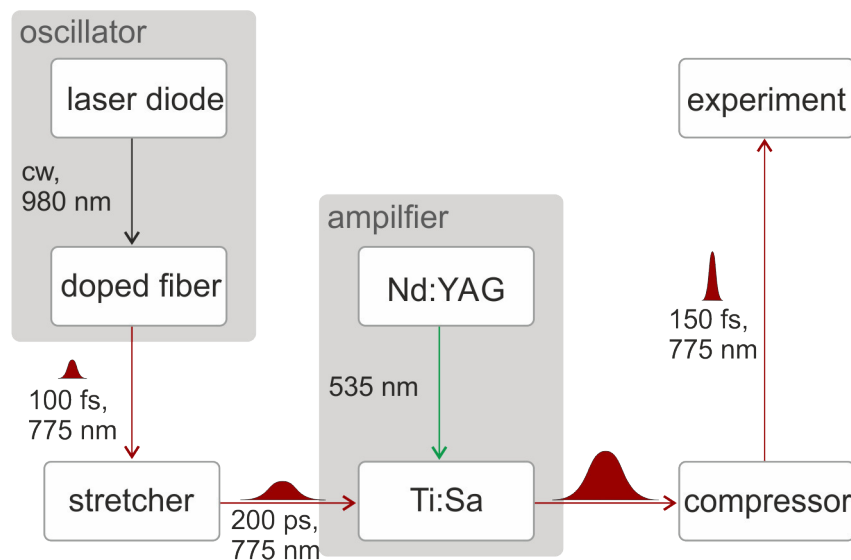 oscillator
laser diode
cw,
980 nm
doped fiber
100 fs,
775 nm
stretcher
200 ps,
775 nm
ampilfier
Nd:YAG
535 nm
Ti:Sa
compressor
150 fs,
775 nm
experiment